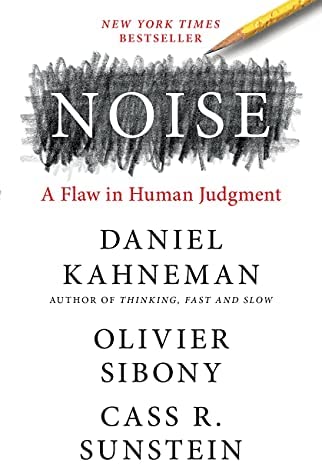 NEW YORK TIMES
BESTSELLER
NOISE
A Flaw in Human Judgment
DANIEL
KAHNEMAN
AUTHOR OF THINKING, FAST AND SLOW
OLIVIER
SIBONY
CASS R.
SUNSTEIN